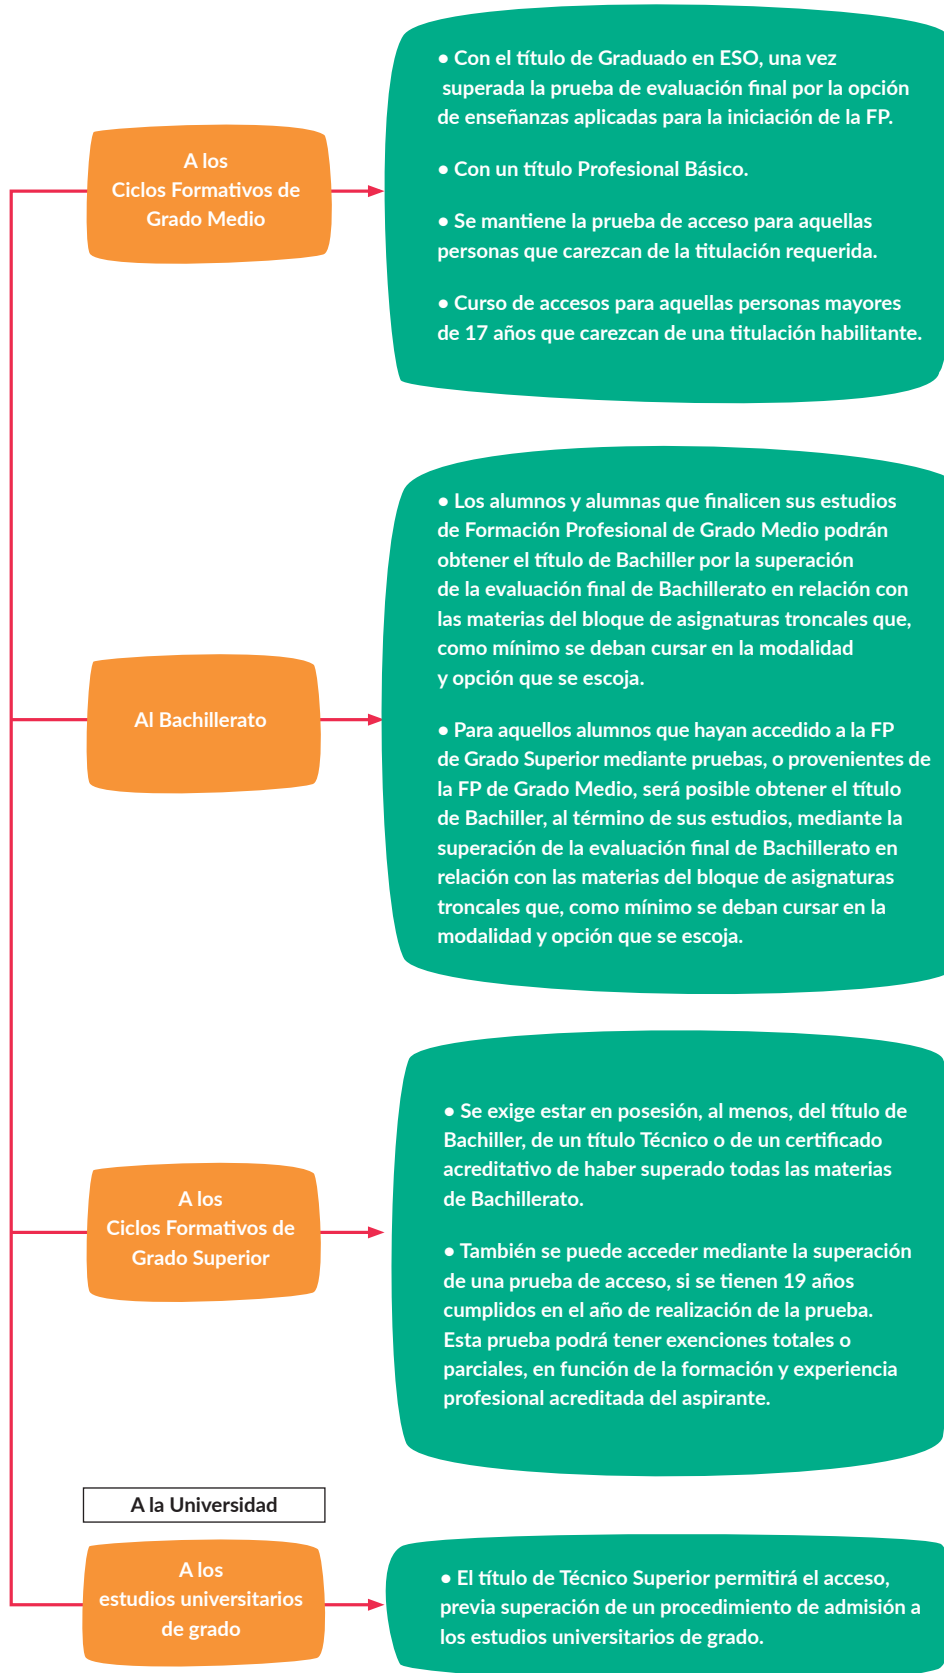 A los
Ciclos Formativos de
Grado Medio
● Con el título de Graduado en ESO, una vez
superada la prueba de evaluación final por la opción
de enseñanzas aplicadas para la iniciación de la FP.
● Con un título Profesional Básico.
● Se mantiene la prueba de acceso para aquellas
personas que carezcan de la titulación requerida.
● Curso de accesos para aquellas personas mayores
de 17 años que carezcan de una titulación habilitante.
Al Bachillerato
● Los alumnos y alumnas que finalicen sus estudios
de Formación Profesional de Grado Medio podrán
obtener el título de Bachiller por la superación
de la evaluación final de Bachillerato en relación con
las materias del bloque de asignaturas troncales que,
como mínimo se deban cursar en la modalidad
y opción que se escoja.
● Para aquellos alumnos que hayan accedido a la FP
de Grado Superior mediante pruebas, o provenientes de
la FP de Grado Medio, será posible obtener el título
de Bachiller, al término de sus estudios, mediante la
superación de la evaluación final de Bachillerato en
relación con las materias del bloque de asignaturas
troncales que, como mínimo se deban cursar en la
modalidad y opción que se escoja.
A los
Ciclos Formativos de
Grado Superior
● Se exige estar en posesión, al menos, del título de
Bachiller, de un título Técnico o de un certificado
acreditativo de haber superado todas las materias
de Bachillerato.
● También se puede acceder mediante la superación
de una prueba de acceso, si se tienen 19 años
cumplidos en el año de realización de la prueba.
Esta prueba podrá tener exenciones totales o
parciales, en función de la formación y experiencia
profesional acreditada del aspirante.
A la Universidad
A los
estudios universitarios
de grado
● El título de Técnico Superior permitirá el acceso,
previa superación de un procedimiento de admisión a
los estudios universitarios de grado.